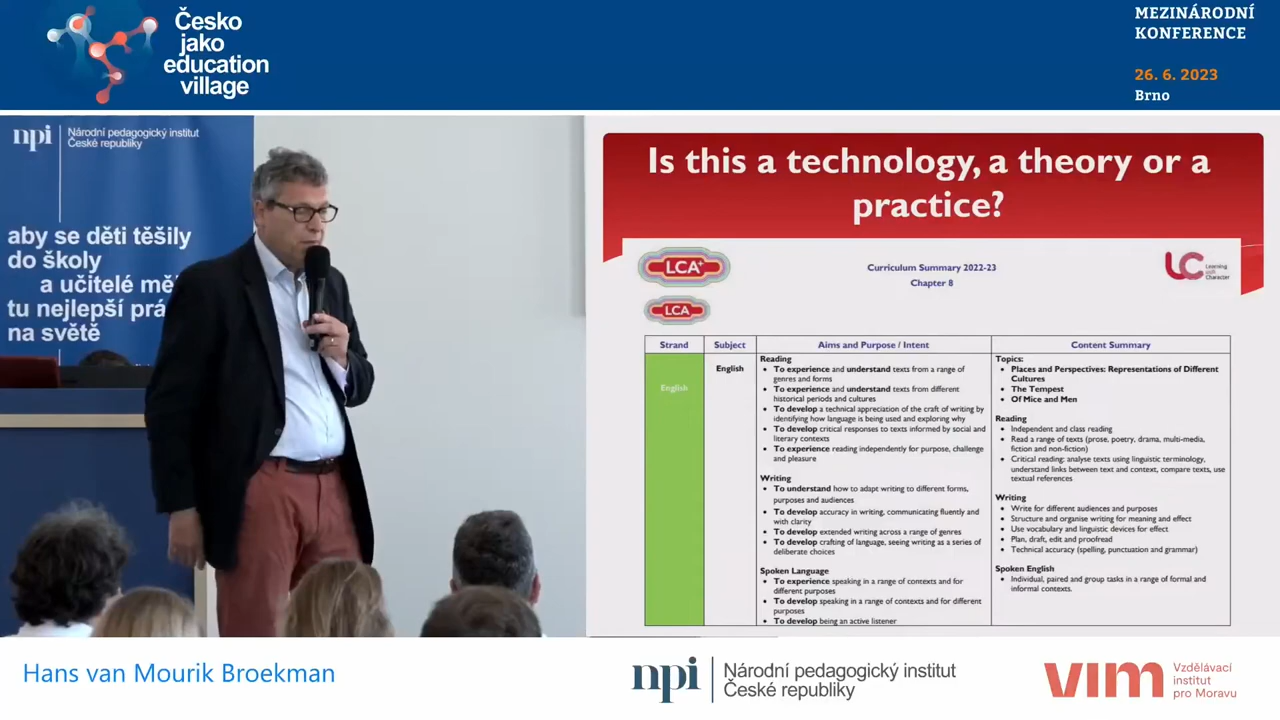 Česko
jako
education
village
MEZINÁRODNÍ
KONFERENCE
26. 6. 2023
Brno
npi
Národní pedagogický institut
České republiky
aby se děti těšily
do školy
a učitelé mě
tu nejlepší prá
na světě
Is this a technology, a theory or a
practice?
LCA+
LCA
Curriculum Summary 2022-23
Chapter 8
LC
Learning
with
Character
Strand
Subject
Aims and Purpose / Intent
Content Summary
English
English
Reading
• To experience and understand texts from a range of
genres and forms
• To experience and understand texts from different
historical periods and cultures
• To develop a technical appreciation of the craft of writing by
identifying how language is being used and exploring why
• To develop critical responses to texts informed by social and
literary contexts
• To experience reading independently for purpose, challenge
and pleasure
Writing
• To understand how to adapt writing to different forms,
purposes and audiences
• To develop accuracy in writing, communicating fluently and
with clarity
• To develop extended writing across a range of genres
• To develop crafting of language, seeing writing as a series of
deliberate choices
Spoken Language
• To experience speaking in a range of contexts and for
different purposes
• To develop speaking in a range of contexts and for different
purposes
• To develop being an active listener
Topics:
• Places and Perspectives: Representations of Different
Cultures
• The Tempest
• Of Mice and Men
Reading
• Independent and class reading
• Read a range of texts (prose, poetry, drama, multi-media,
fiction and non-fiction)
• Critical reading: analyse texts using linguistic terminology,
understand links between text and context, compare texts, use
textual references
Writing
• Write for different audiences and purposes
• Structure and organise writing for meaning and effect
• Use vocabulary and linguistic devices for effect
• Plan, draft, edit and proofread
• Technical accuracy (spelling, punctuation and grammar)
Spoken English
• Individual, paired and group tasks in a range of formal and
informal contexts.
Hans van Mourik Broekman
npi
Národní pedagogický institut
České republiky
vim
Vzdělávací
institut
pro Moravu